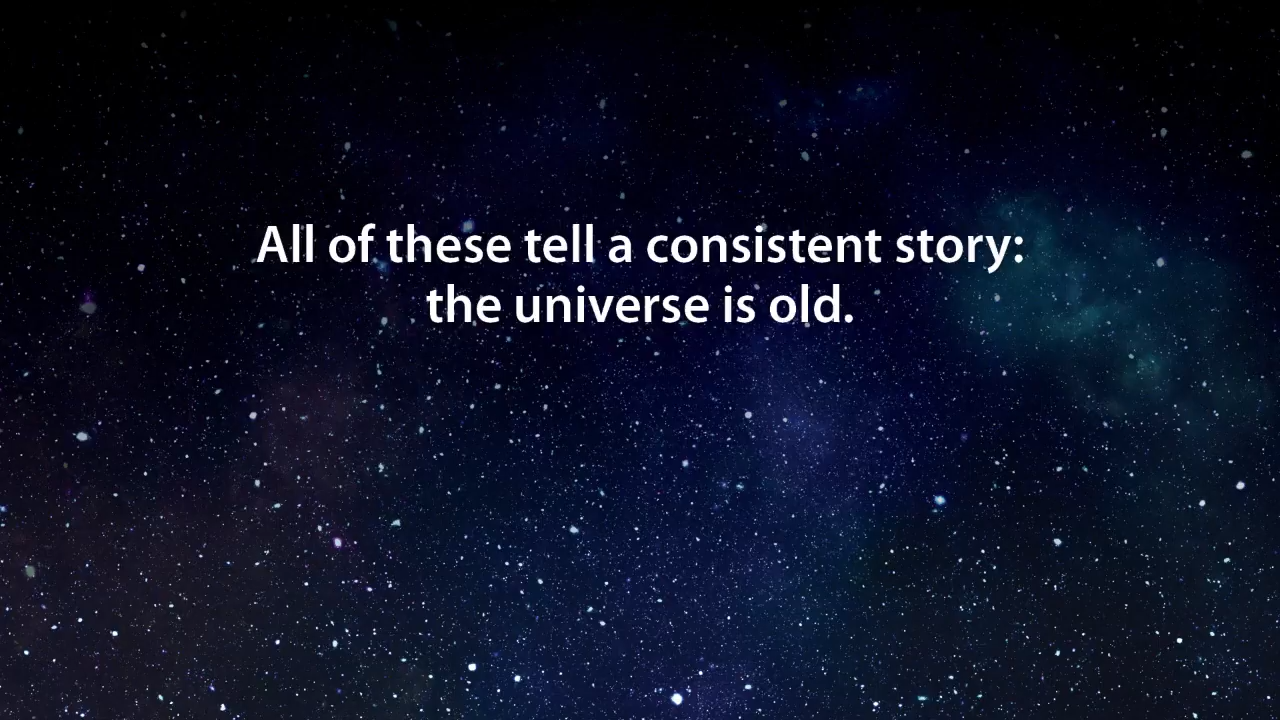 All of these tell a consistent story:
the universe is old.